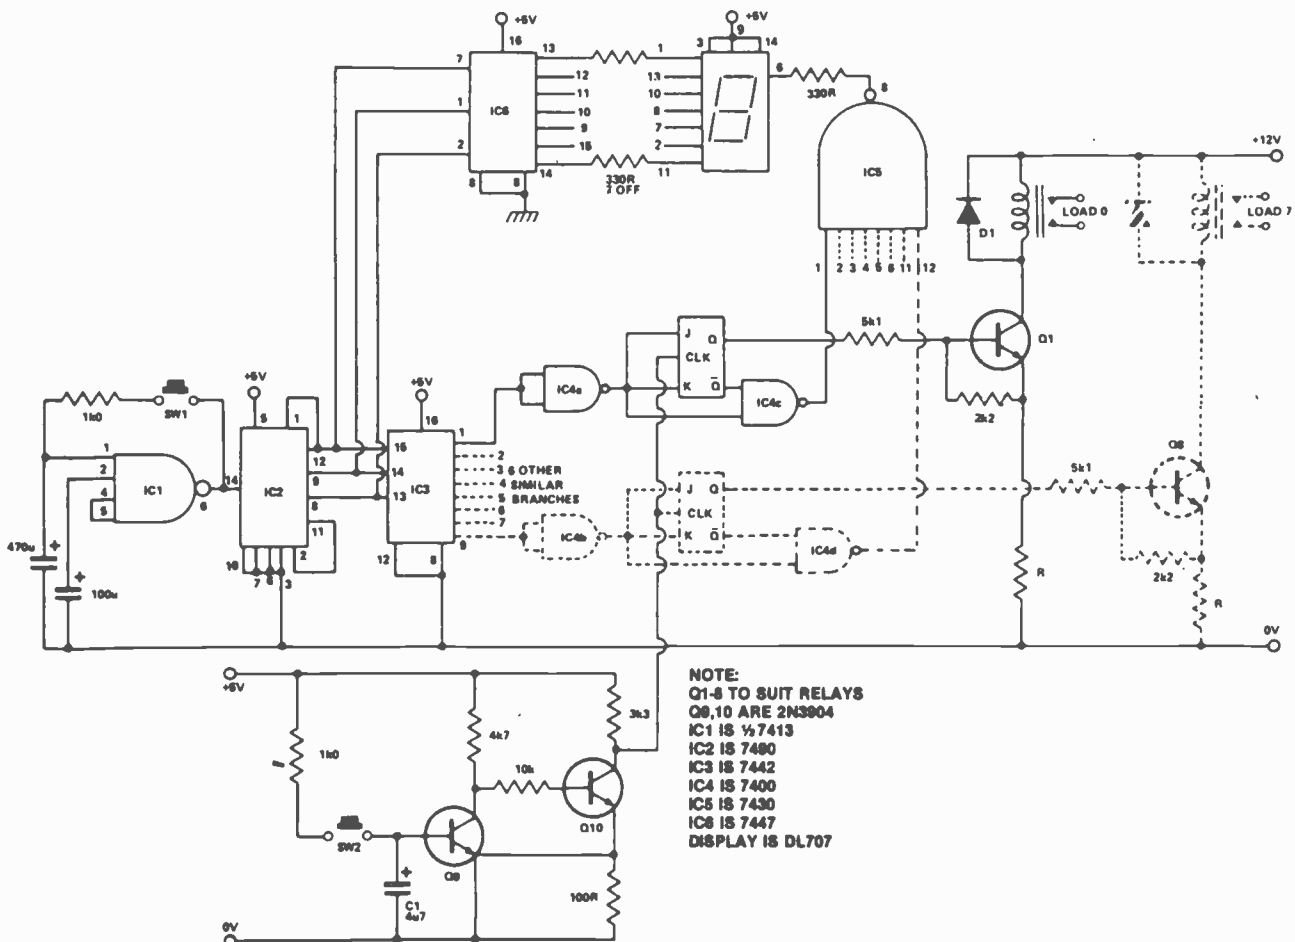 +5V
16
7
13
1
12
11
1
10
IC6
9
2
15
14
8
8
330R
7 OFF
+5V
9
3
14
6
13
10
8
7
2
11
330R
8
IC5
1
2
3
4
5
6
11
12
+12V
D1
LOAD 0
LOAD 7
1k0
SW1
1
2
4
5
IC1
6
14
470u
+
100u
+
+5V
5
1
12
9
8
11
IC2
10
7
6
3
2
+5V
16
15
14
13
IC3
12
8
1
2
3
4
5
6
7
9
6 OTHER
SIMILAR
BRANCHES
IC4a
J
Q
CLK
K
Q̅
IC4c
5k1
Q1
2k2
R
IC4b
J
Q
CLK
K
Q̅
IC4d
5k1
Q8
2k2
R
0V
+5V
1k0
4k7
3k3
10k
Q10
SW2
Q9
+
C1
4u7
100R
0V
NOTE:
Q1-8 TO SUIT RELAYS
Q9,10 ARE 2N3904
IC1 IS ½ 7413
IC2 IS 7490
IC3 IS 7442
IC4 IS 7400
IC5 IS 7430
IC6 IS 7447
DISPLAY IS DL707